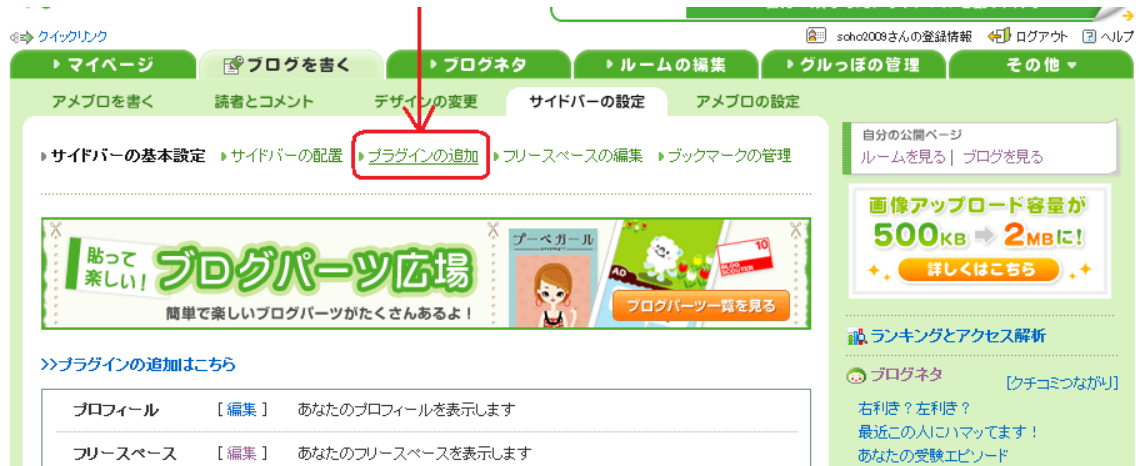 クイックリンク
soho2009さんの登録情報 ログアウト ヘルプ
マイページ ブログを書く ブログネタ ルームの編集 グルっぽの管理 その他
アメブロを書く 読者とコメント デザインの変更 サイドバーの設定 アメブロの設定
サイドバーの基本設定 サイドバーの配置 プラグインの追加 フリースペースの編集 ブックマークの管理
自分の公開ページ
ルームを見る| ブログを見る
貼って
楽しい!
ブログパーツ広場
簡単で楽しいブログパーツがたくさんあるよ!
プーペガール
AD
10
BLOG
SCOUTER
ブログパーツ一覧を見る
画像アップロード容量が
500KB ➡ 2MBに!
詳しくはこちら
ランキングとアクセス解析
ブログネタ [クチコミつながり]
右利き?左利き?
最近この人にハマッてます!
あなたの受験エピソード
>>プラグインの追加はこちら
プロフィール [ 編集 ] あなたのプロフィールを表示します
フリースペース [ 編集 ] あなたのフリースペースを表示します